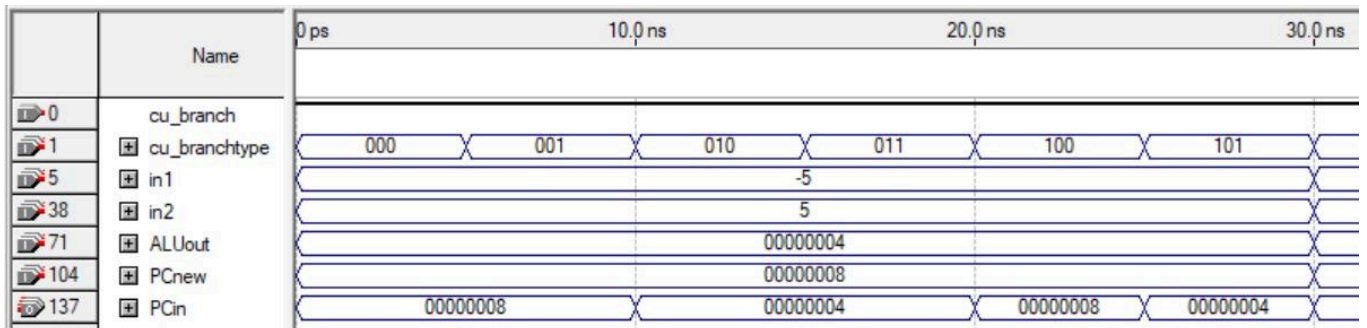 0 ps 10.0 ns 20.0 ns 30.0 ns
Name
0 cu_branch
1 cu_branchtype 000 001 010 011 100 101
5 in1 -5
38 in2 5
71 ALUout 00000004
104 PCnew 00000008
137 PCin 00000008 00000004 00000008 00000004